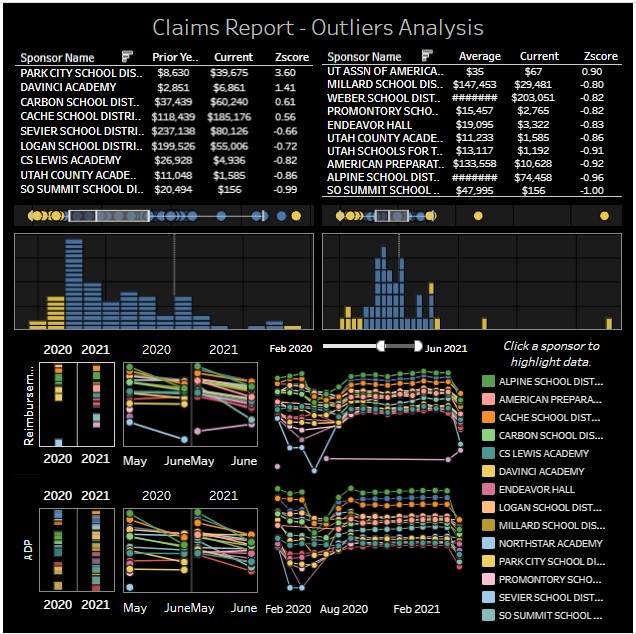 Claims Report - Outliers Analysis
Sponsor Name Prior Ye.. Current Zscore
PARK CITY SCHOOL DIS.. $8,630 $39,675 3.60
DAVINCI ACADEMY $2,851 $6,861 1.41
CARBON SCHOOL DIST.. $37,439 $60,240 0.61
CACHE SCHOOL DISTRI.. $118,439 $185,176 0.56
SEVIER SCHOOL DISTRI.. $237,138 $80,126 -0.66
LOGAN SCHOOL DISTRI.. $199,526 $55,006 -0.72
CS LEWIS ACADEMY $26,928 $4,936 -0.82
UTAH COUNTY ACADE.. $11,048 $1,585 -0.86
SO SUMMIT SCHOOL DI.. $20,494 $156 -0.99
Sponsor Name Average Current Zscore
UT ASSN OF AMERICA.. $35 $67 0.90
MILLARD SCHOOL DIS.. $147,453 $29,481 -0.80
WEBER SCHOOL DIST.. ####### $203,051 -0.82
PROMONTORY SCHO.. $15,457 $2,765 -0.82
ENDEAVOR HALL $19,095 $3,322 -0.83
UTAH COUNTY ACADE.. $11,233 $1,585 -0.86
UTAH SCHOOLS FOR T.. $13,117 $1,192 -0.91
AMERICAN PREPARAT.. $133,558 $10,628 -0.92
ALPINE SCHOOL DIST.. ####### $74,458 -0.96
SO SUMMIT SCHOOL .. $47,995 $156 -1.00
2020 2021
2020 2021
Feb 2020 Jun 2021
Reimbursem..
2020 2021
May June May June
2020 2021
2020 2021
ADP
2020 2021
May June May June
Feb 2020 Aug 2020 Feb 2021
Click a sponsor to
highlight data.
ALPINE SCHOOL DIST...
AMERICAN PREPARA...
CACHE SCHOOL DIST...
CARBON SCHOOL DIS...
CS LEWIS ACADEMY
DAVINCI ACADEMY
ENDEAVOR HALL
LOGAN SCHOOL DIST...
MILLARD SCHOOL DIS...
NORTHSTAR ACADEMY
PARK CITY SCHOOL DI...
PROMONTORY SCHO...
SEVIER SCHOOL DIST...
SO SUMMIT SCHOOL ...